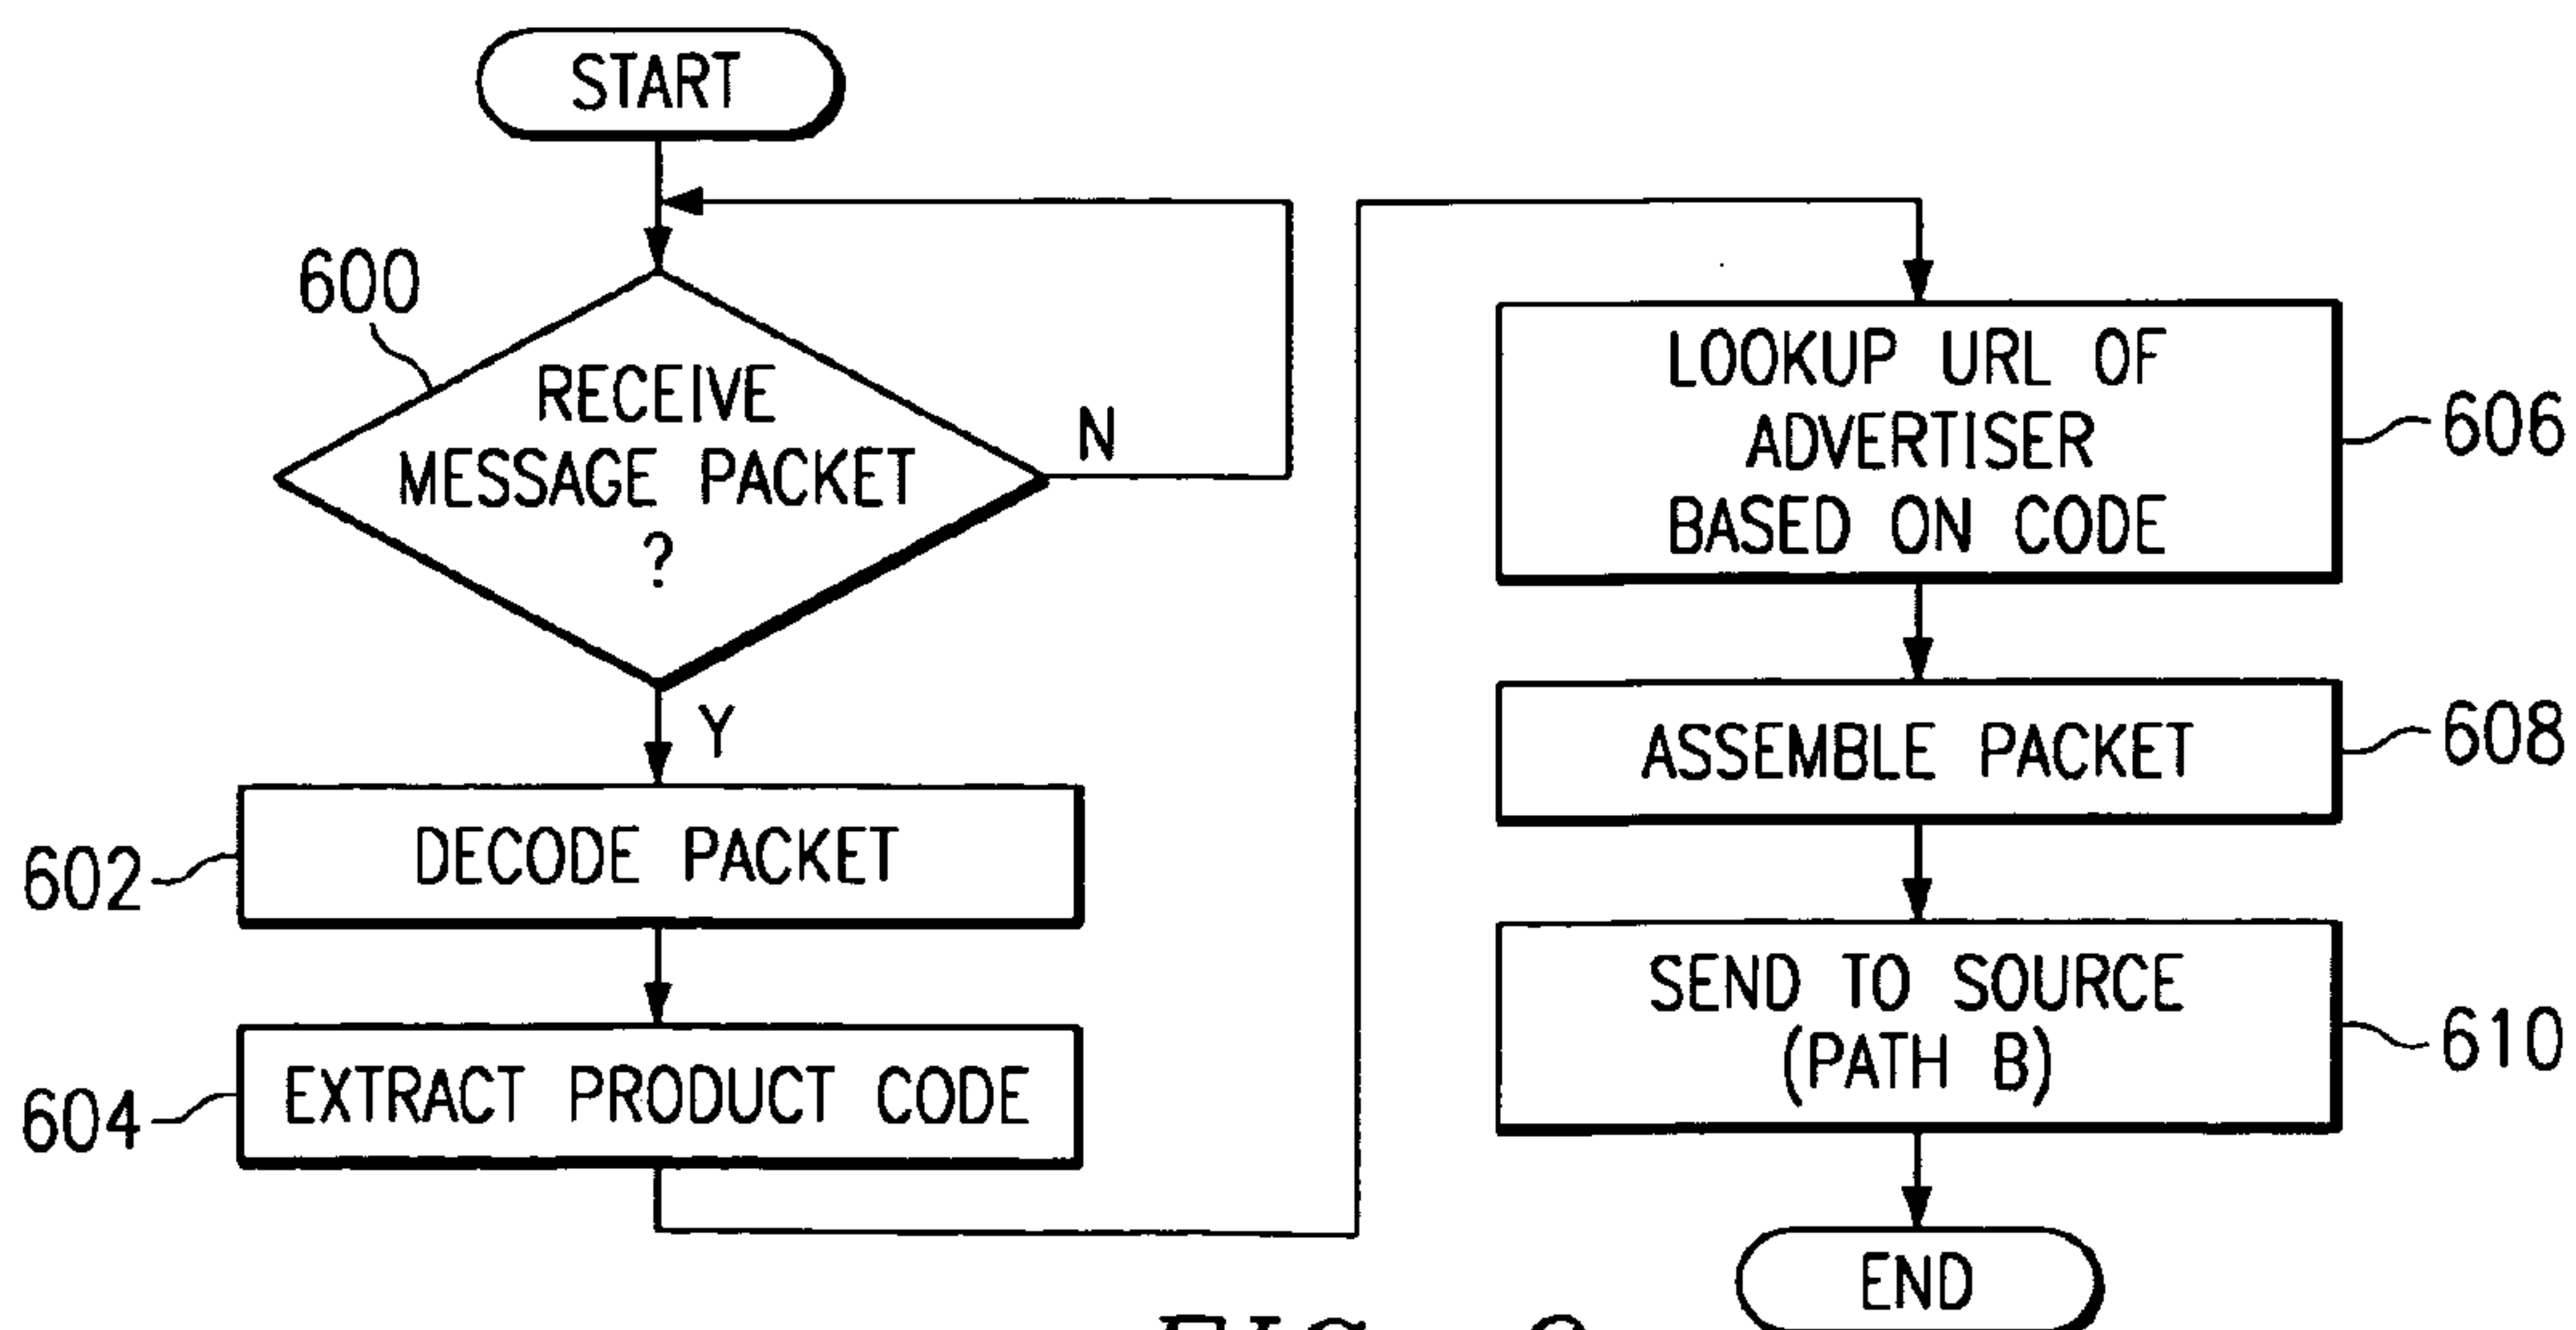 START
600
RECEIVE
MESSAGE PACKET
?
N
Y
602
DECODE PACKET
604
EXTRACT PRODUCT CODE
LOOKUP URL OF
ADVERTISER
BASED ON CODE
606
ASSEMBLE PACKET
608
SEND TO SOURCE
(PATH B)
610
END